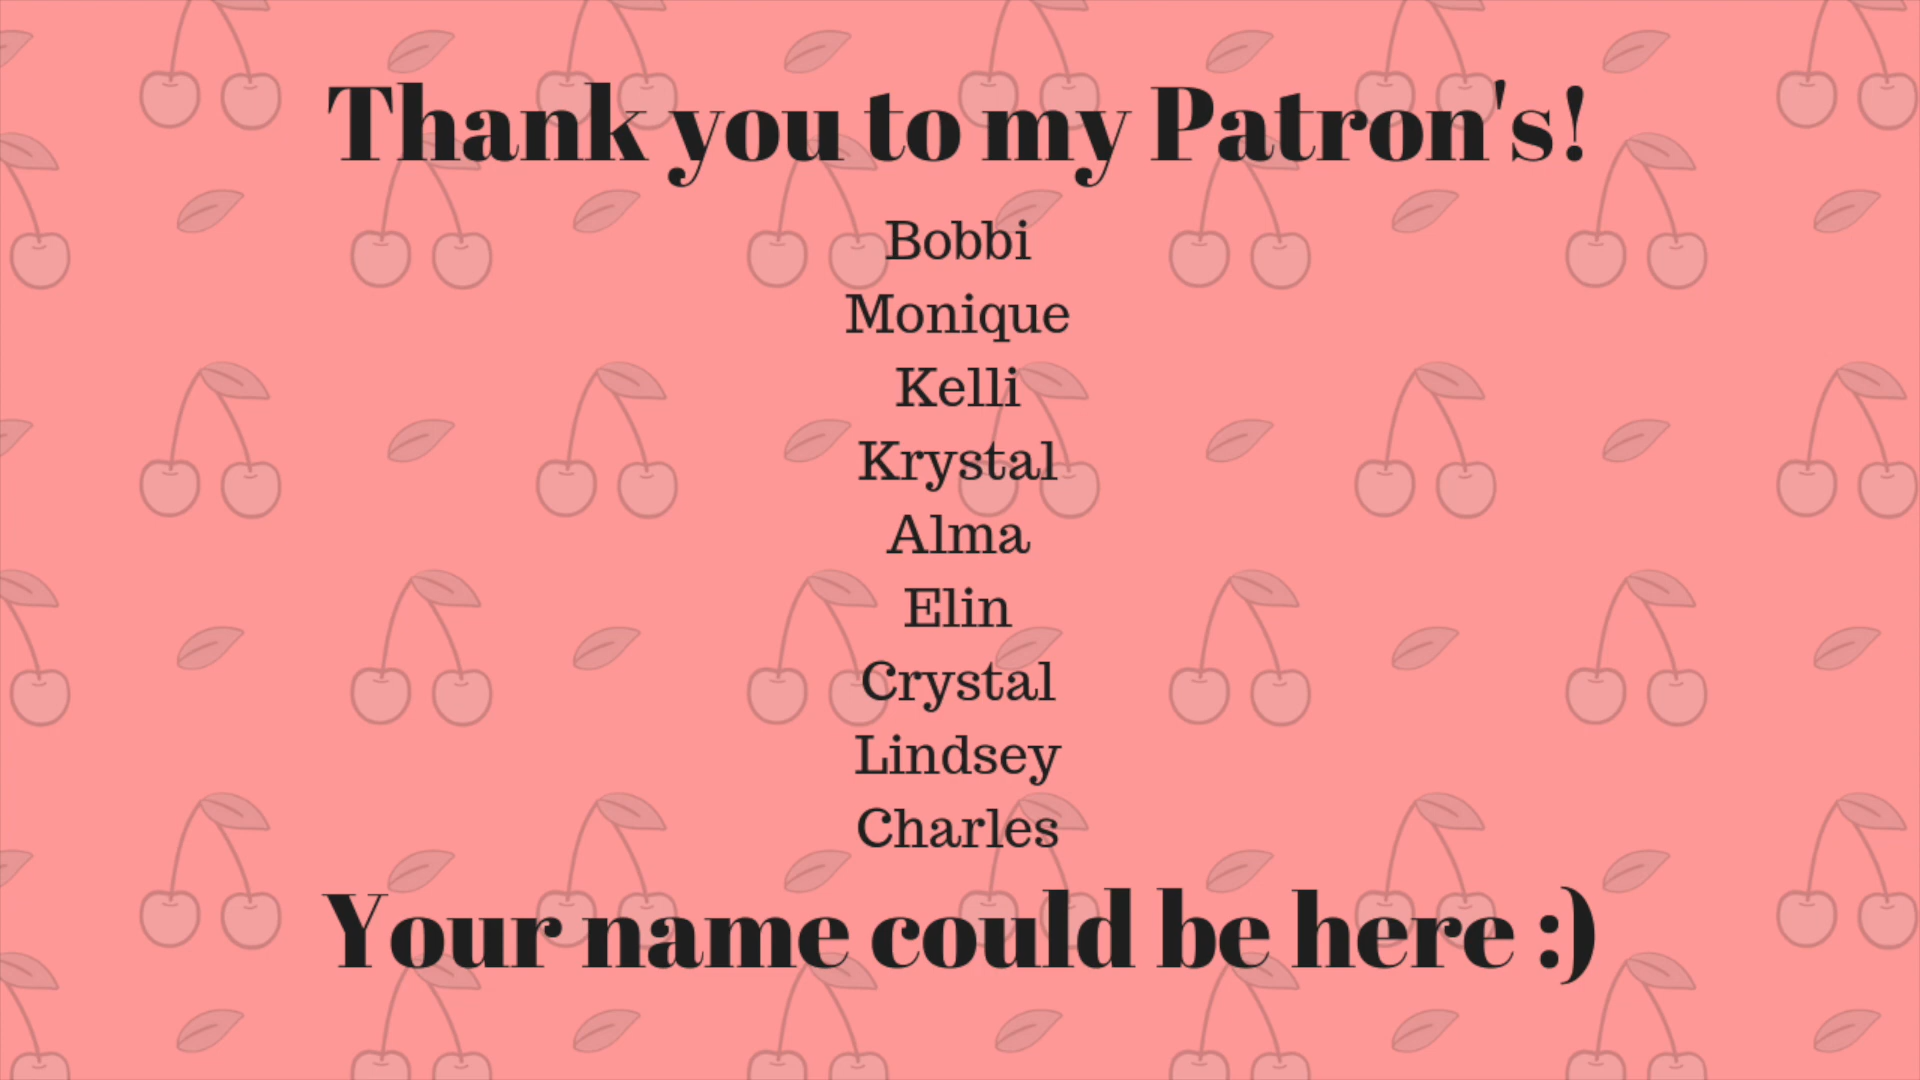 Thank you to my Patron's!
Bobbi
Monique
Kelli
Krystal
Alma
Elin
Crystal
Lindsey
Charles
Your name could be here :)